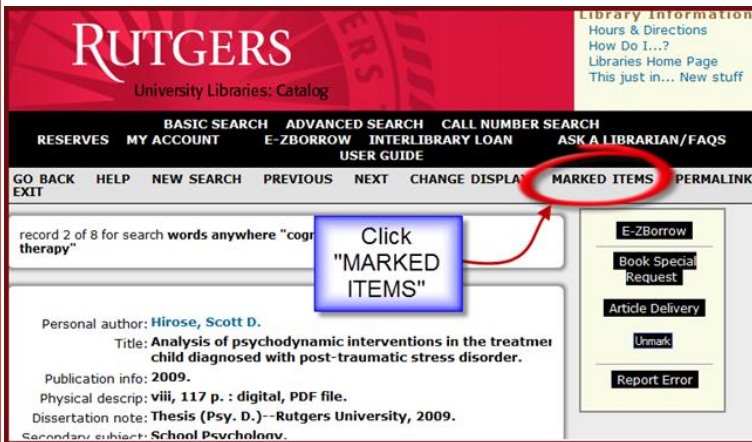 RUTGERS
University Libraries: Catalog
Library Information
Hours & Directions
How Do I...?
Libraries Home Page
This just in... New stuff
BASIC SEARCH ADVANCED SEARCH CALL NUMBER SEARCH
RESERVES MY ACCOUNT E-ZBORROW INTERLIBRARY LOAN ASK A LIBRARIAN/FAQS
USER GUIDE
GO BACK HELP NEW SEARCH PREVIOUS NEXT CHANGE DISPLAY MARKED ITEMS PERMALINK
EXIT
record 2 of 8 for search words anywhere "cogn
therapy"
Click
"MARKED
ITEMS"
E-ZBorrow
Book Special
Request
Article Delivery
Unmark
Report Error
Personal author: Hirose, Scott D.
Title: Analysis of psychodynamic interventions in the treatmen
child diagnosed with post-traumatic stress disorder.
Publication info: 2009.
Physical descrip: viii, 117 p. : digital, PDF file.
Dissertation note: Thesis (Psy. D.)--Rutgers University, 2009.
Secondary subject: School Psychology.